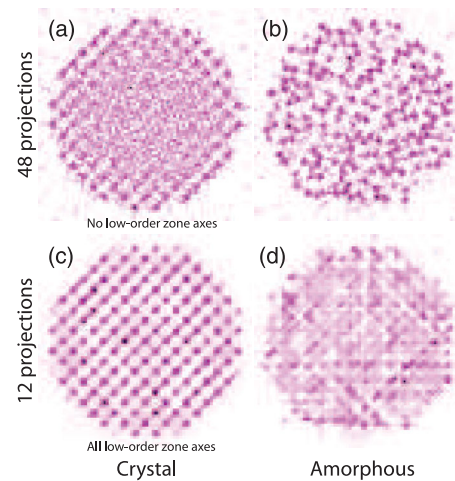 (a)
(b)
48 projections
No low-order zone axes
(c)
(d)
12 projections
All low-order zone axes
Crystal
Amorphous